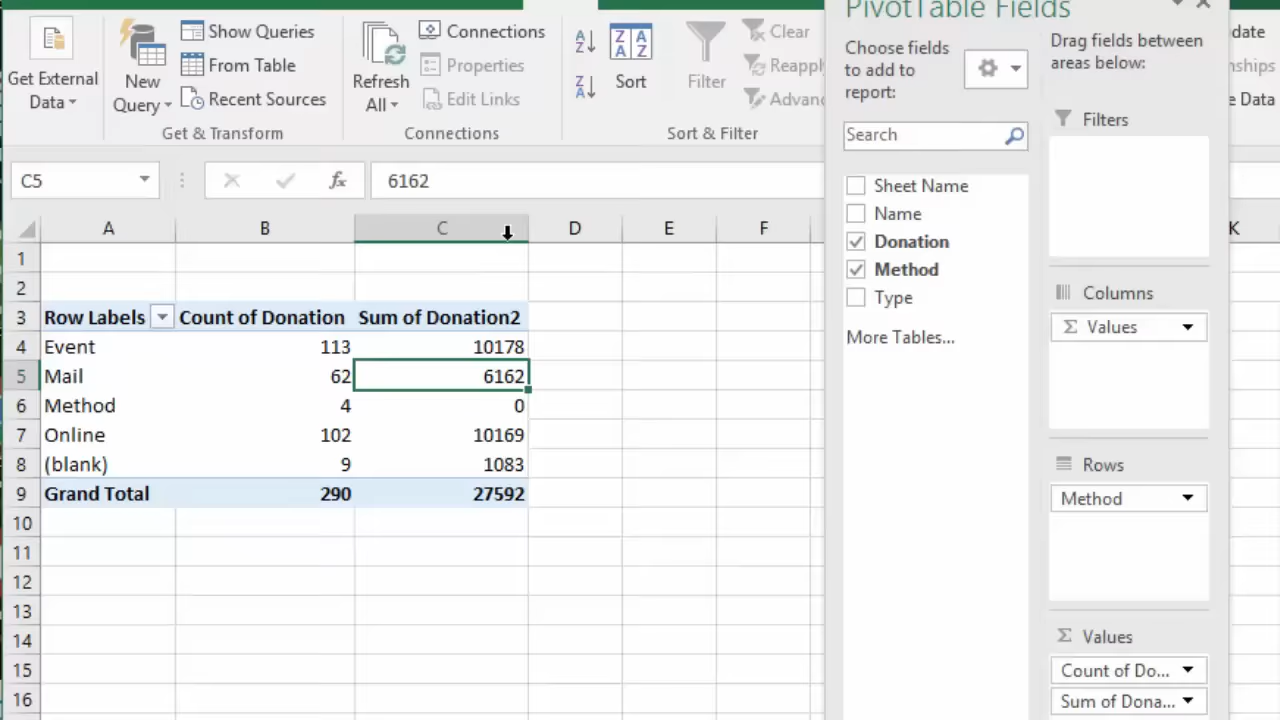 Get External
Data
New
Query
Show Queries
From Table
Recent Sources
Get & Transform
Refresh
All
Connections
Properties
Edit Links
Connections
A
Z
Z
A
Z A
A Z
Sort
Filter
Clear
Reapply
Sort & Filter
PivotTable Fields
Choose fields
to add to
report:
Drag fields between
areas below:
Search
Sheet Name
Name
Donation
Method
Type
More Tables...
Filters
Columns
Σ Values
Rows
Method
Σ Values
Count of Do...
Sum of Dona...
e Data
C5
fx
6162
A B C D E F K
1
2
3 Row Labels Count of Donation Sum of Donation2
4 Event 113 10178
5 Mail 62 6162
6 Method 4 0
7 Online 102 10169
8 (blank) 9 1083
9 Grand Total 290 27592
10
11
12
13
14
15
16